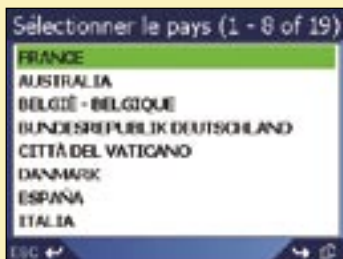 Sélectionner le pays (1 - 8 of 19)
FRANCE
AUSTRALIA
BELGIË - BELGIQUE
BUNDESREPUBLIK DEUTSCHLAND
CITTÀ DEL VATICANO
DANMARK
ESPAÑA
ITALIA
ESC